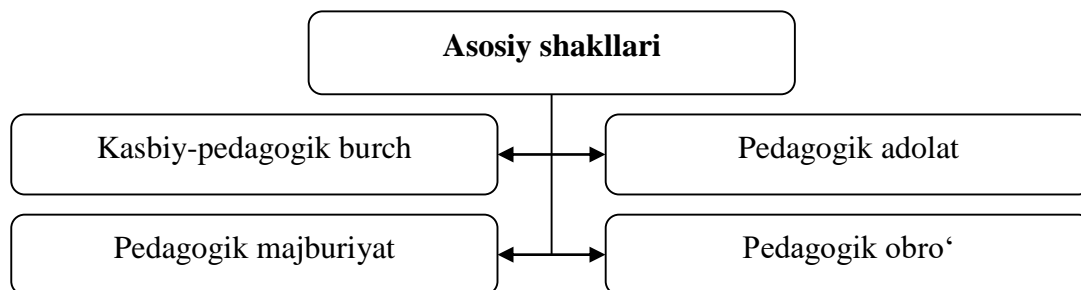 Asosiy shakllari
Kasbiy-pedagogik burch
Pedagogik adolat
Pedagogik majburiyat
Pedagogik obro‘